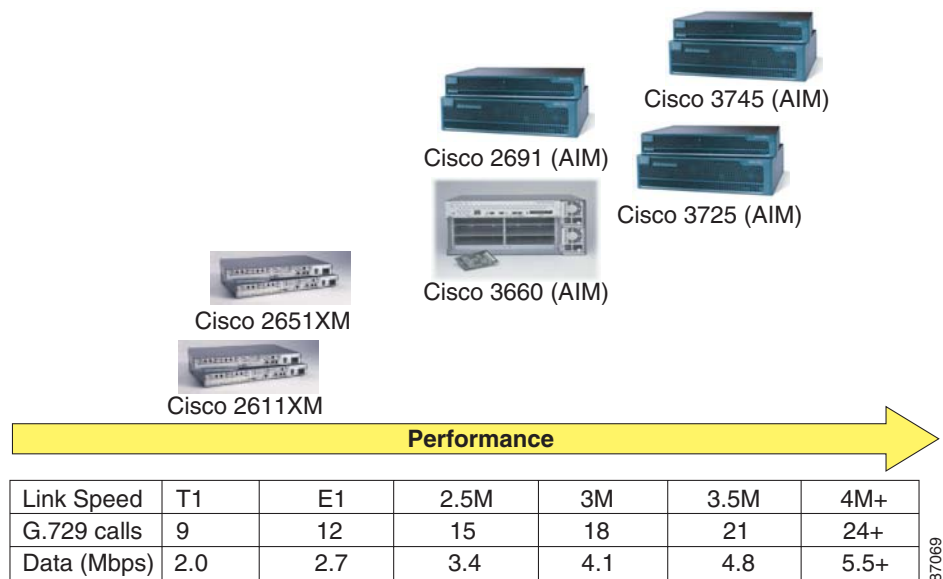 Cisco 3745 (AIM)
Cisco 2691 (AIM)
Cisco 3725 (AIM)
Cisco 3660 (AIM)
Cisco 2651XM
Cisco 2611XM
Performance
Link Speed T1 E1 2.5M 3M 3.5M 4M+
G.729 calls 9 12 15 18 21 24+
Data (Mbps) 2.0 2.7 3.4 4.1 4.8 5.5+